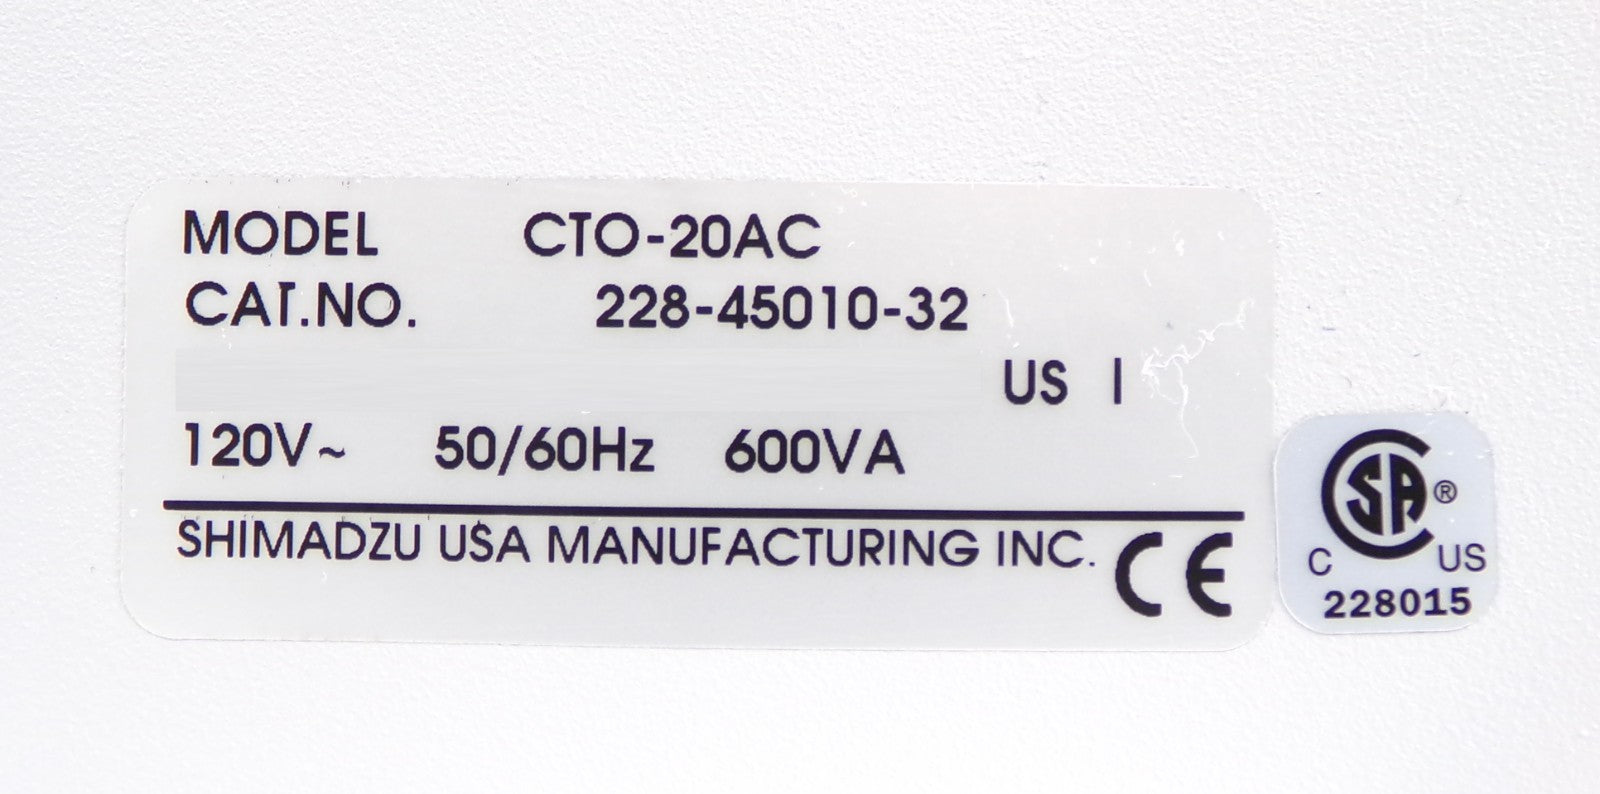 MODEL CTO-20AC
CAT.NO. 228-45010-32
US I
120V~ 50/60Hz 600VA
SHIMADZU USA MANUFACTURING INC. CE
SA ®
C US
228015